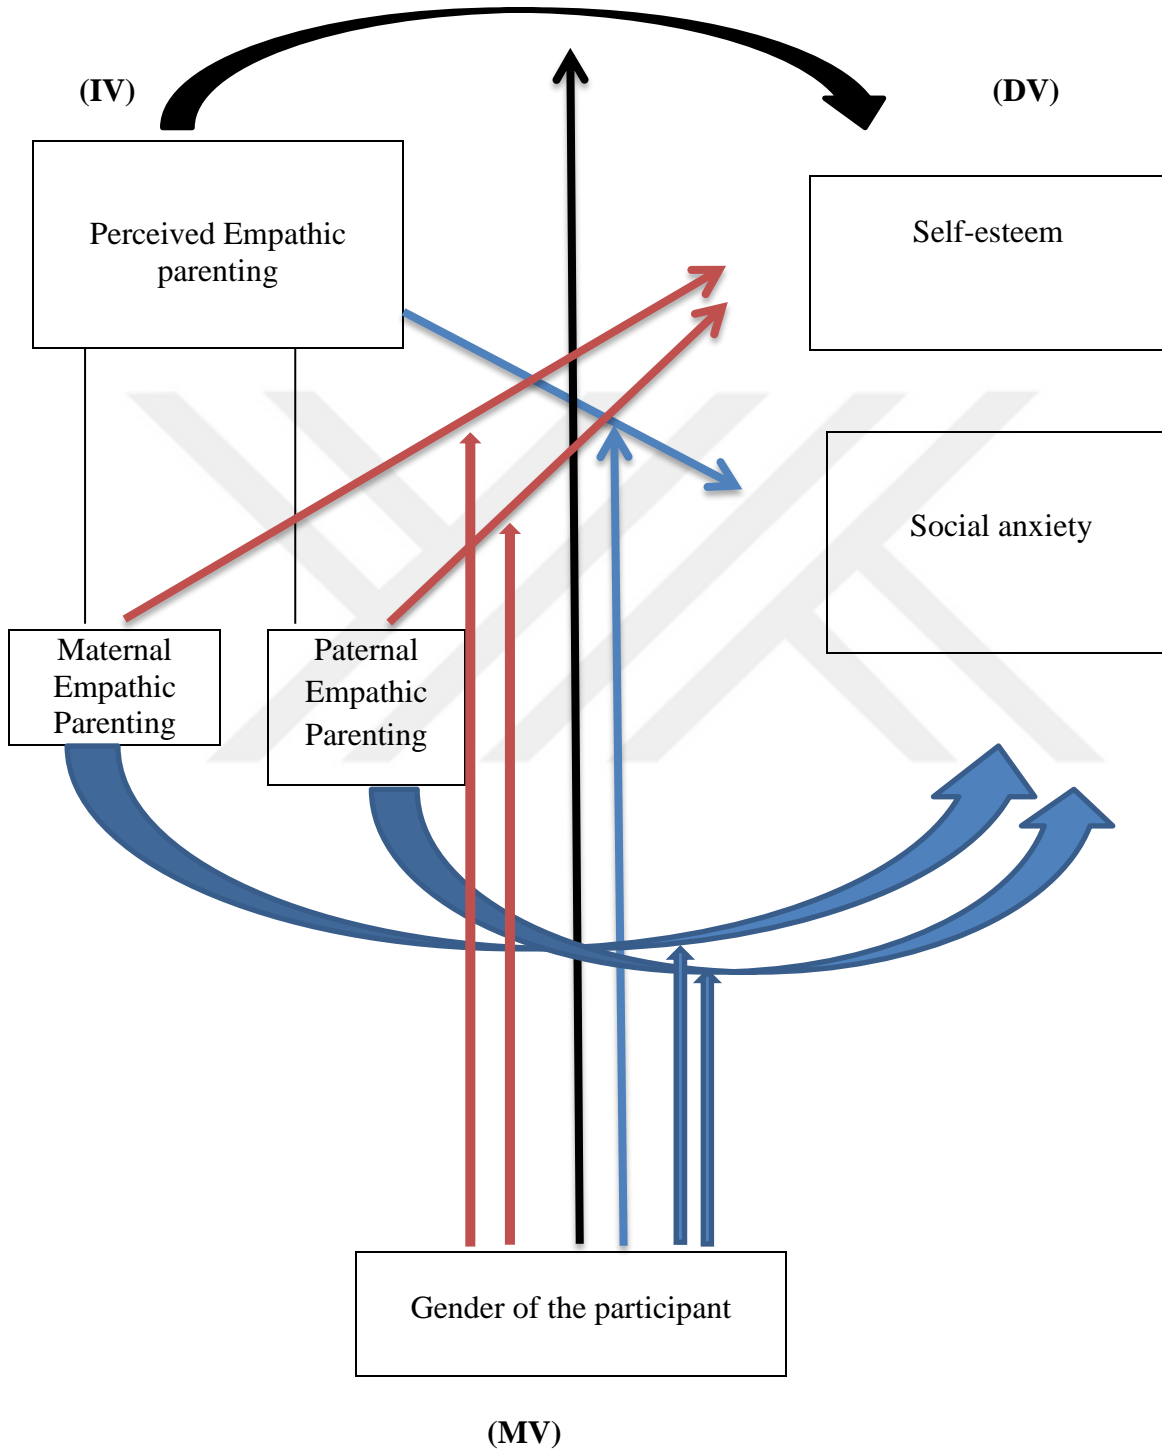 (IV)
(DV)
Perceived Empathic
parenting
Self-esteem
Social anxiety
Maternal
Empathic
Parenting
Paternal
Empathic
Parenting
Gender of the participant
(MV)